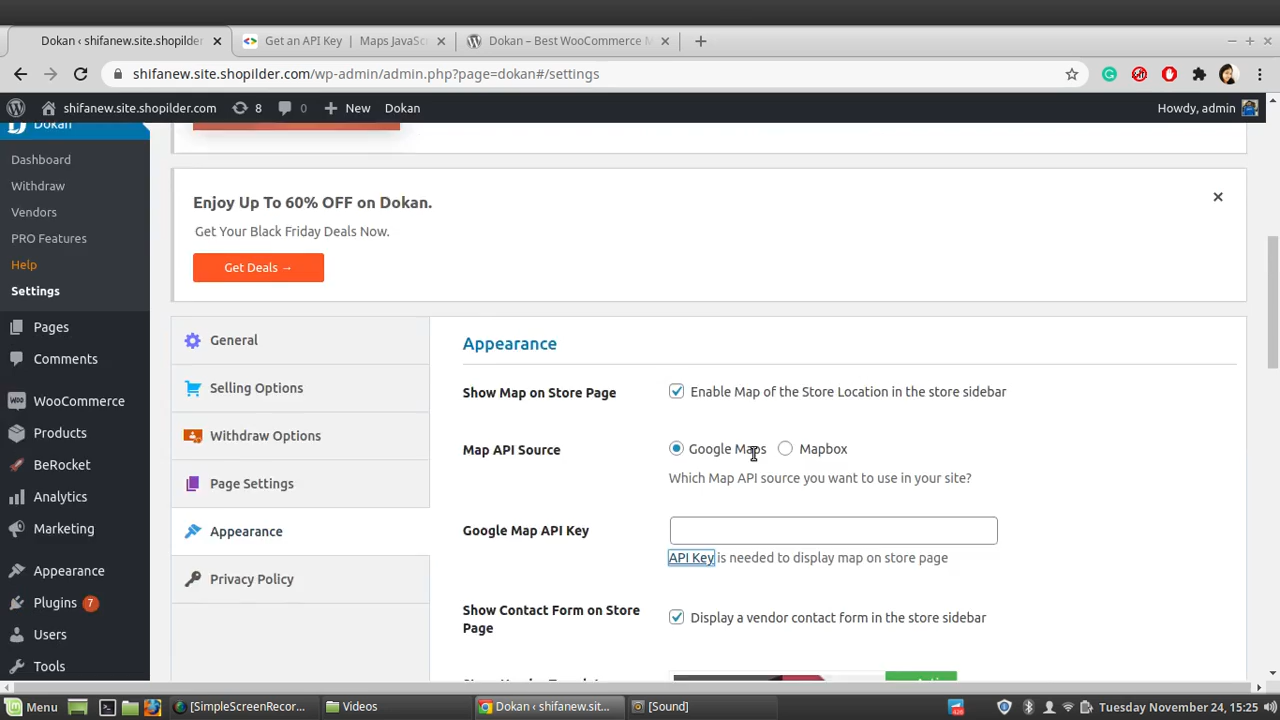 Dokan ‹ shifanew.site.shopilder
Get an API Key | Maps JavaSc
Dokan – Best WooCommerce M
shifanew.site.shopilder.com/wp-admin/admin.php?page=dokan#/settings
shifanew.site.shopilder.com 8 0 New Dokan Howdy, admin
Dokan
Dashboard
Withdraw
Vendors
PRO Features
Help
Settings
Pages
Comments
WooCommerce
Products
BeRocket
Analytics
Marketing
Appearance
Plugins 7
Users
Tools
Enjoy Up To 60% OFF on Dokan.
Get Your Black Friday Deals Now.
Get Deals →
General
Selling Options
Withdraw Options
Page Settings
Appearance
Privacy Policy
Appearance
Show Map on Store Page Enable Map of the Store Location in the store sidebar
Map API Source Google Maps Mapbox
Which Map API source you want to use in your site?
Google Map API Key
API Key is needed to display map on store page
Show Contact Form on Store
Page
Display a vendor contact form in the store sidebar
Menu [SimpleScreenRecor... Videos Dokan ‹ shifanew.sit... [Sound] Tuesday November 24, 15:25